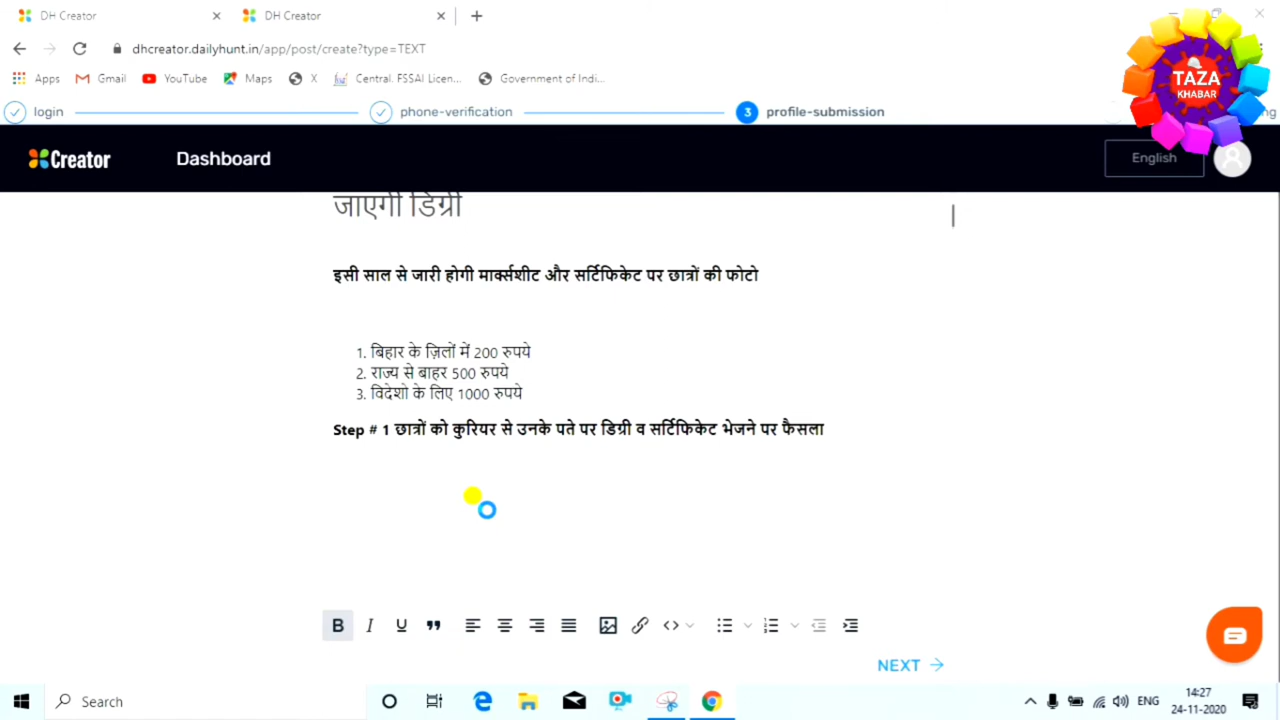 DH Creator
DH Creator
dhcreator.dailyhunt.in/app/post/create?type=TEXT
Apps Gmail YouTube Maps X Central. FSSAI Licen... Government of Indi...
TAZA
KHABAR
login phone-verification 3 profile-submission
Creator Dashboard English
जाएगी डिग्री
इसी साल से जारी होगी मार्क्सशीट और सर्टिफिकेट पर छात्रों की फोटो
1. बिहार के ज़िलों में 200 रुपये
2. राज्य से बाहर 500 रुपये
3. विदेशो के लिए 1000 रुपये
Step # 1 छात्रों को कुरियर से उनके पते पर डिग्री व सर्टिफिकेट भेजने पर फैसला
B I U
NEXT
Search
ENG
14:27
24-11-2020